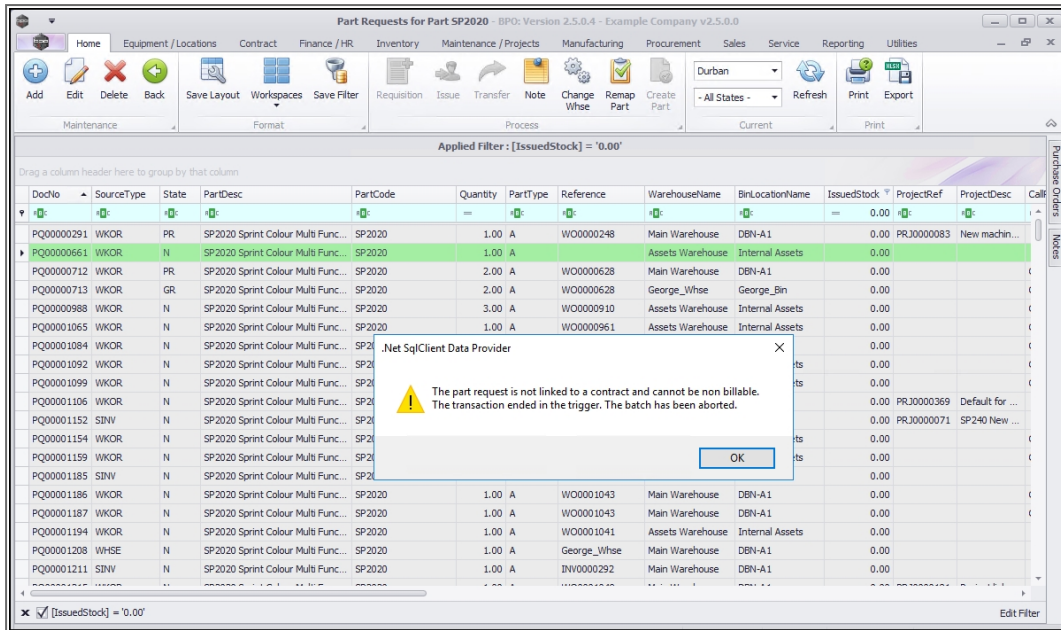 Part Requests for Part SP2020 - BPO: Version 2.5.0.4 - Example Company v2.5.0.0
Home Equipment / Locations Contract Finance / HR Inventory Maintenance / Projects Manufacturing Procurement Sales Service Reporting Utilities
Add Edit Delete Back Save Layout Workspaces Save Filter Requisition Issue Transfer Note Change Whse Remap Part Create Part Durban - All States - Refresh Print Export
Maintenance Format Process Current Print
Applied Filter : [IssuedStock] = '0.00'
Drag a column header here to group by that column
DocNo SourceType State PartDesc PartCode Quantity PartType Reference WarehouseName BinLocationName IssuedStock ProjectRef ProjectDesc
= = 0.00
PQ00000291 WKOR PR SP2020 Sprint Colour Multi Func... SP2020 1.00 A WO0000248 Main Warehouse DBN-A1 0.00 PRJ0000083 New machin...
PQ00000661 WKOR N SP2020 Sprint Colour Multi Func... SP2020 1.00 A Assets Warehouse Internal Assets 0.00
PQ00000712 WKOR PR SP2020 Sprint Colour Multi Func... SP2020 2.00 A WO0000628 Main Warehouse DBN-A1 0.00
PQ00000713 WKOR GR SP2020 Sprint Colour Multi Func... SP2020 2.00 A WO0000628 George_Whse George_Bin 0.00
PQ00000988 WKOR N SP2020 Sprint Colour Multi Func... SP2020 3.00 A WO0000910 Assets Warehouse Internal Assets 0.00
PQ00001065 WKOR N SP2020 Sprint Colour Multi Func... SP2020 1.00 A WO0000961 Assets Warehouse Internal Assets 0.00
PQ00001084 WKOR N SP2020 Sprint Colour Multi Func... 0.00
PQ00001092 WKOR N SP2020 Sprint Colour Multi Func... 0.00
PQ00001099 WKOR N SP2020 Sprint Colour Multi Func... 0.00
PQ00001106 WKOR N SP2020 Sprint Colour Multi Func... 0.00 PRJ0000369 Default for ...
PQ00001152 SINV N SP2020 Sprint Colour Multi Func... 0.00 PRJ0000071 SP240 New ...
PQ00001154 WKOR N SP2020 Sprint Colour Multi Func... 0.00
PQ00001159 WKOR N SP2020 Sprint Colour Multi Func... 0.00
PQ00001185 SINV N SP2020 Sprint Colour Multi Func... 0.00
PQ00001186 WKOR N SP2020 Sprint Colour Multi Func... SP2020 1.00 A WO0001043 Main Warehouse DBN-A1 0.00
PQ00001187 WKOR N SP2020 Sprint Colour Multi Func... SP2020 1.00 A WO0001043 Main Warehouse DBN-A1 0.00
PQ00001194 WKOR N SP2020 Sprint Colour Multi Func... SP2020 1.00 A WO0001041 Assets Warehouse Internal Assets 0.00
PQ00001208 WHSE N SP2020 Sprint Colour Multi Func... SP2020 1.00 A George_Whse Main Warehouse DBN-A1 0.00
PQ00001211 SINV N SP2020 Sprint Colour Multi Func... SP2020 1.00 A INV0000292 Main Warehouse DBN-A1 0.00
.Net SqlClient Data Provider
The part request is not linked to a contract and cannot be non billable.
The transaction ended in the trigger. The batch has been aborted.
OK
Purchase Orders
Notes
[IssuedStock] = '0.00' Edit Filter